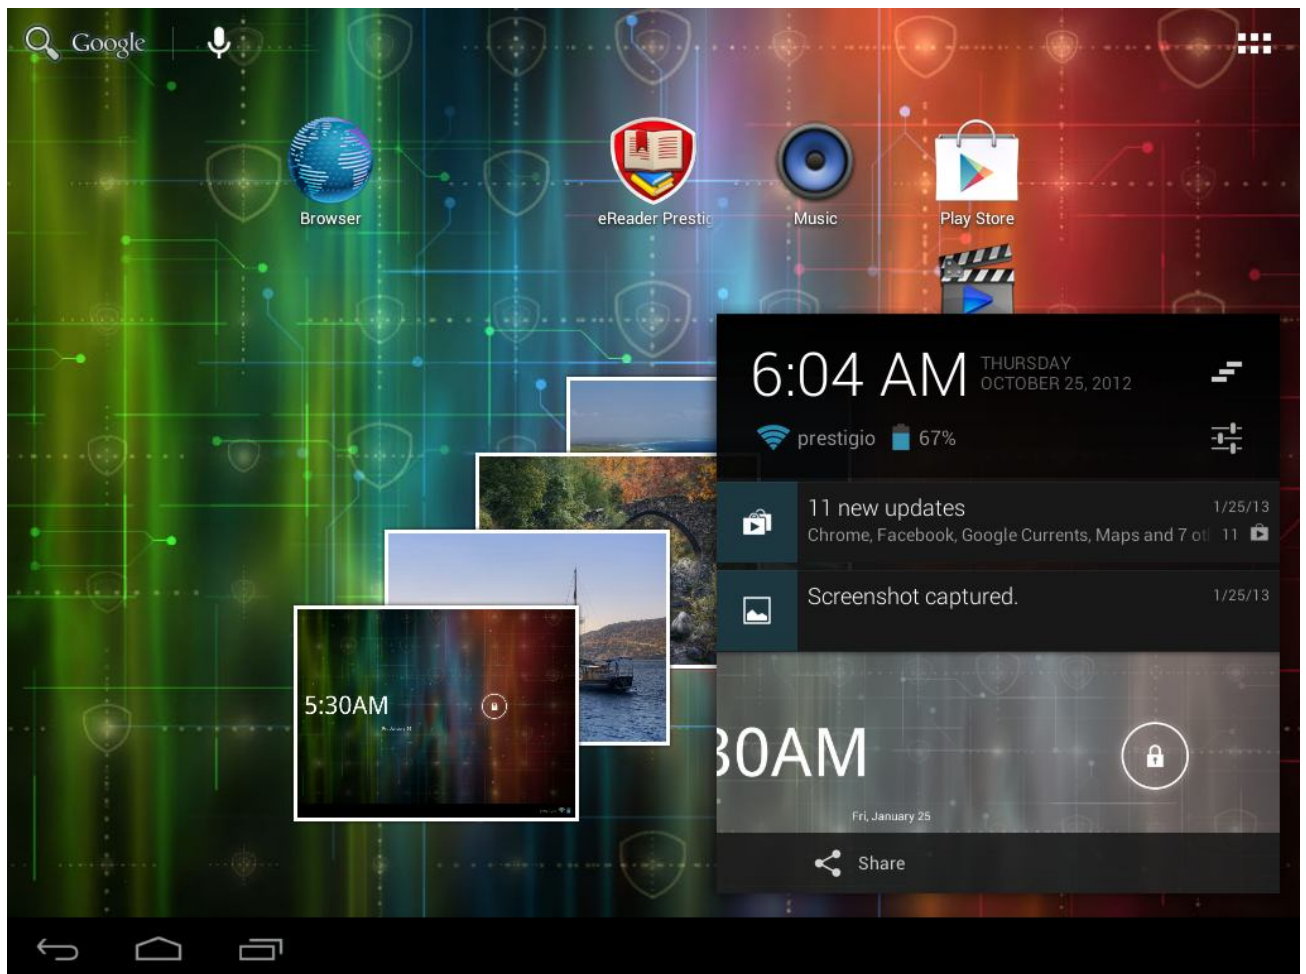 Google
Browser
eReader Prestig
Music
Play Store
6:04 AM
THURSDAY
OCTOBER 25, 2012
prestigio
67%
11 new updates
1/25/13
Chrome, Facebook, Google Currents, Maps and 7 ot
11
Screenshot captured.
1/25/13
5:30AM
30AM
Fri, January 25
Share